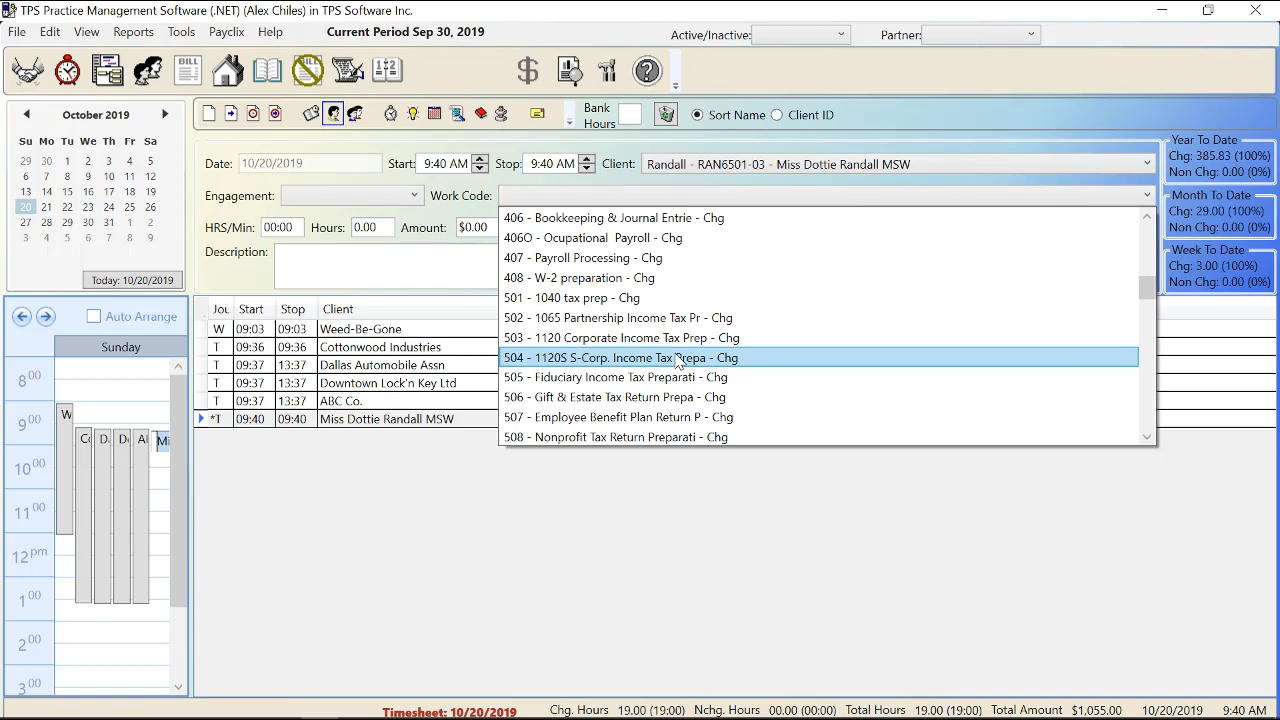 TPS Practice Management Software (.NET) (Alex Chiles) in TPS Software Inc.
File Edit View Reports Tools Payclix Help Current Period Sep 30, 2019 Active/Inactive: Partner:
BILL BILL
October 2019
Su Mo Tu We Th Fr Sa
29 30 1 2 3 4 5
6 7 8 9 10 11 12
13 14 15 16 17 18 19
20 21 22 23 24 25 26
27 28 29 30 31 1 2
3 4 5 6 7 8 9
Today: 10/20/2019
Bank Hours Sort Name Client ID
Date: 10/20/2019 Start: 9:40 AM Stop: 9:40 AM Client: Randall - RAN6501-03 - Miss Dottie Randall MSW
Engagement: Work Code:
HRS/Min: 00:00 Hours: 0.00 Amount: $0.00
Description:
406 - Bookkeeping & Journal Entrie - Chg
406O - Ocupational Payroll - Chg
407 - Payroll Processing - Chg
408 - W-2 preparation - Chg
501 - 1040 tax prep - Chg
502 - 1065 Partnership Income Tax Pr - Chg
503 - 1120 Corporate Income Tax Prep - Chg
504 - 1120S S-Corp. Income Tax Prepa - Chg
505 - Fiduciary Income Tax Preparati - Chg
506 - Gift & Estate Tax Return Prepa - Chg
507 - Employee Benefit Plan Return P - Chg
508 - Nonprofit Tax Return Preparati - Chg
Year To Date
Chg: 385.83 (100%)
Non Chg: 0.00 (0%)
Month To Date
Chg: 29.00 (100%)
Non Chg: 0.00 (0%)
Week To Date
Chg: 3.00 (100%)
Non Chg: 0.00 (0%)
Jou Start Stop Client
W 09:03 09:03 Weed-Be-Gone
T 09:36 09:36 Cottonwood Industries
T 09:37 09:37 Dallas Automobile Assn
T 09:37 09:37 Downtown Lock'n Key Ltd
T 09:37 09:37 ABC Co.
*T 09:40 09:40 Miss Dottie Randall MSW
Auto Arrange
Sunday
8 00
9 00
10 00
11 00
12 pm
1 00
2 00
3 00
W Co D. Do Al Mi
Timesheet: 10/20/2019 Chg. Hours 19.00 (19:00) Nchg. Hours 00.00 (00:00) Total Hours 19.00 (19:00) Total Amount $1,055.00 10/20/2019 9:40 AM